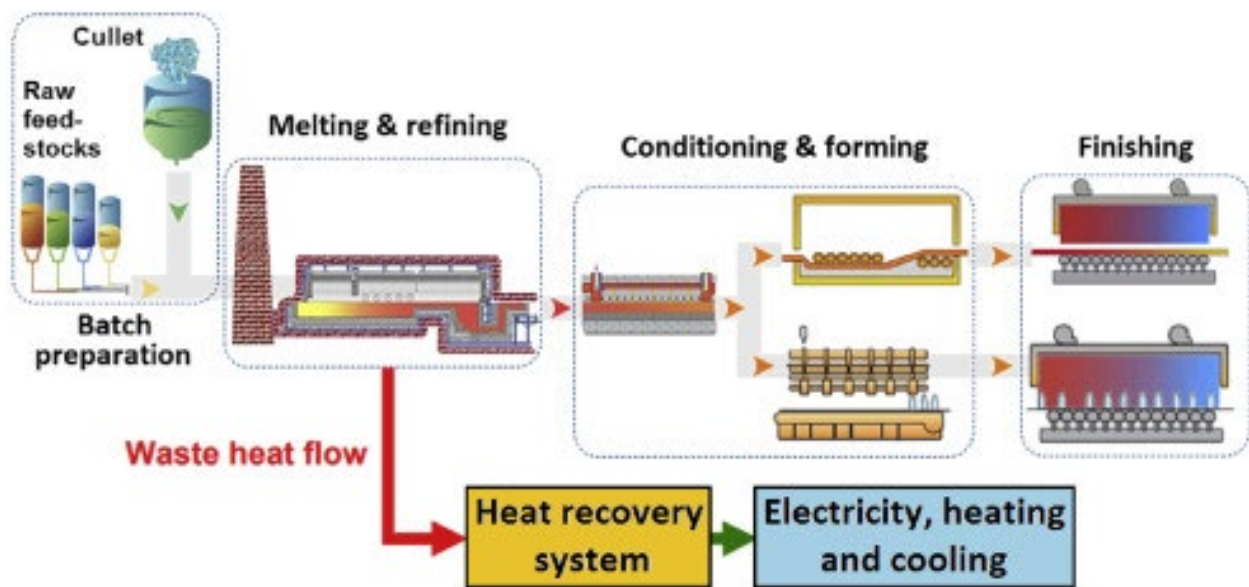 Cullet
Raw
feed-
stocks
Batch
preparation
Melting & refining
Conditioning & forming
Finishing
Waste heat flow
Heat recovery
system
Electricity, heating
and cooling